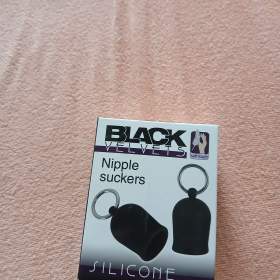 BLACK
VELVETS
Nipple
suckers
SILICONE